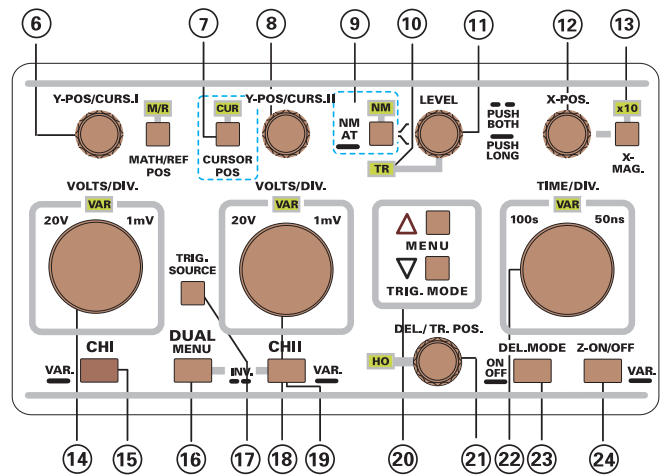 6 7 8 9 10 11 12 13
Y-POS/CURS.I
M/R
MATH/REF
POS
CUR
CURSOR
POS
Y-POS/CURS.II
NM
AT
NM
TR
LEVEL
PUSH
BOTH
PUSH
LONG
X-POS.
x10
X-
MAG.
VOLTS/DIV.
VAR
20V 1mV
TRIG.
SOURCE
VOLTS/DIV.
VAR
20V 1mV
MENU
TRIG. MODE
TIME/DIV.
VAR
100s 50ns
CHI
VAR.
DUAL
MENU
INV.
CHII
VAR.
DEL./ TR. POS.
HO
ON
OFF
DEL.MODE
Z-ON/OFF
VAR.
14 15 16 17 18 19 20 21 22 23 24